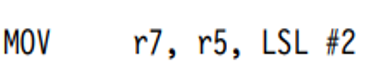 MOV r7, r5, LSL #2